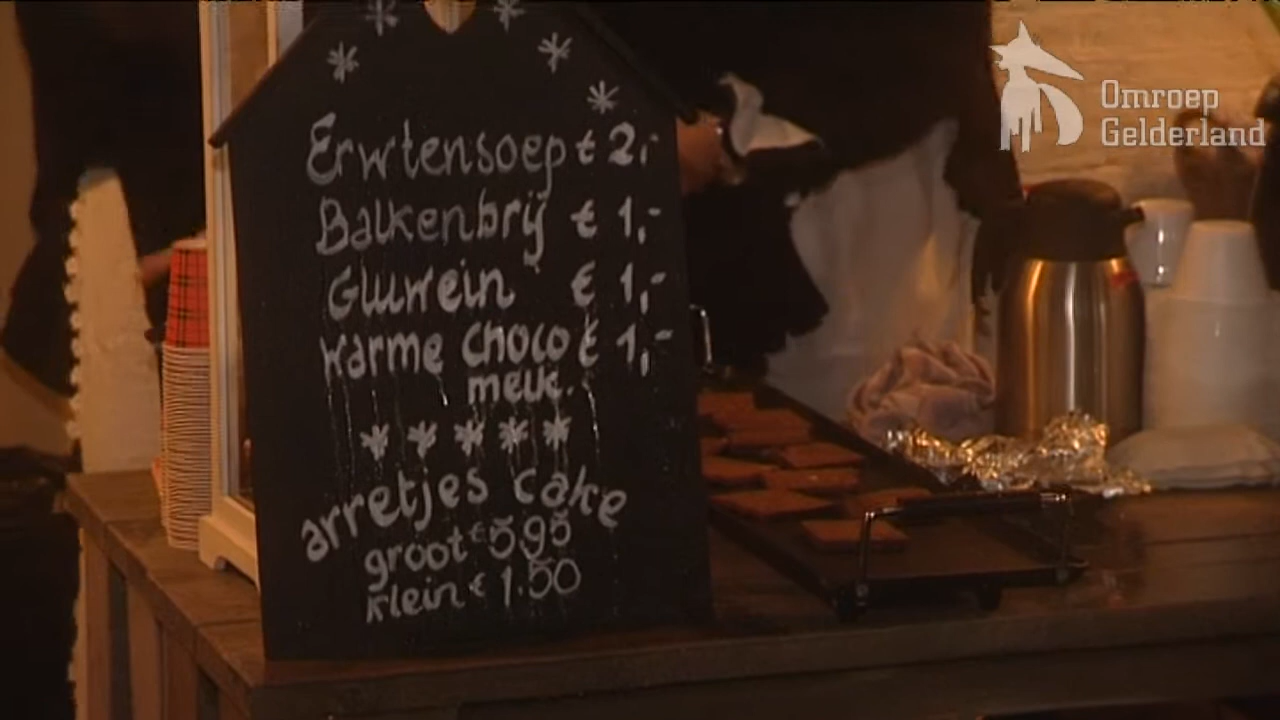 Omroep
Gelderland
Erwtensoep € 2,-
Balkenbrij € 1,-
Gluwein € 1,-
warme choco € 1,-
melk.
arretjes cake
groot € 5,95
klein € 1.50